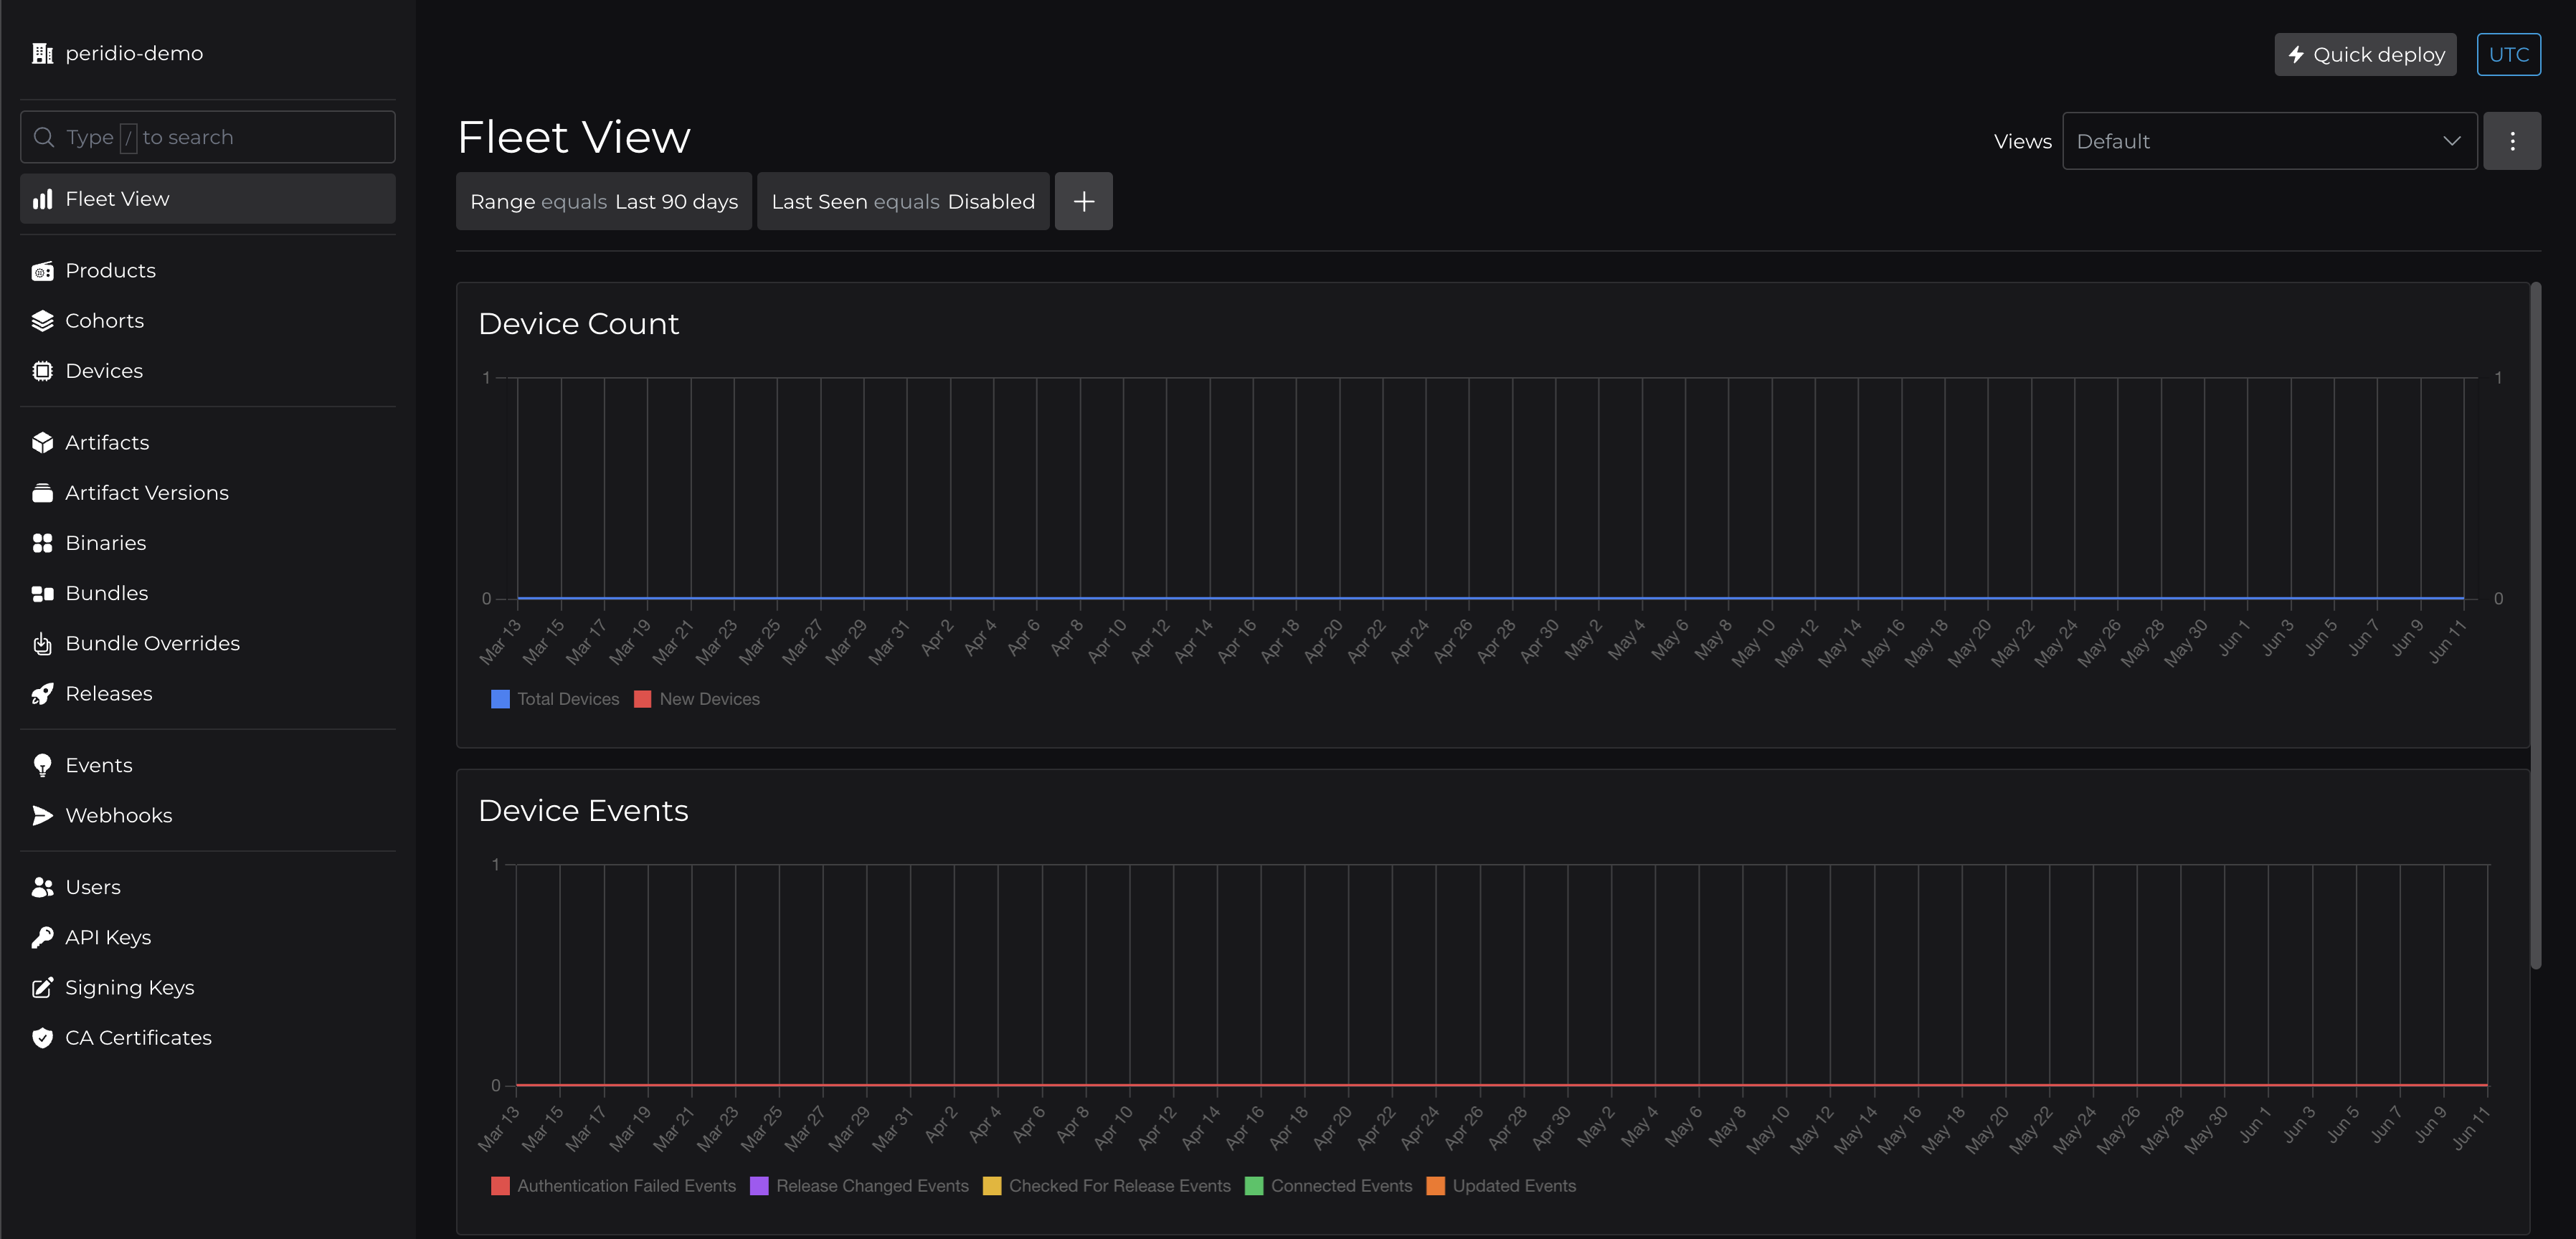 peridio-demo
Type / to search
Fleet View
Products
Cohorts
Devices
Artifacts
Artifact Versions
Binaries
Bundles
Bundle Overrides
Releases
Events
Webhooks
Users
API Keys
Signing Keys
CA Certificates
Quick deploy UTC
Fleet View
Views Default
Range equals Last 90 days Last Seen equals Disabled +
Device Count
1 1
0 0
Mar 13 Mar 15 Mar 17 Mar 19 Mar 21 Mar 23 Mar 25 Mar 27 Mar 29 Mar 31 Apr 2 Apr 4 Apr 6 Apr 8 Apr 10 Apr 12 Apr 14 Apr 16 Apr 18 Apr 20 Apr 22 Apr 24 Apr 26 Apr 28 Apr 30 May 2 May 4 May 6 May 8 May 10 May 12 May 14 May 16 May 18 May 20 May 22 May 24 May 26 May 28 May 30 Jun 1 Jun 3 Jun 5 Jun 7 Jun 9 Jun 11
Total Devices New Devices
Device Events
1
0
Mar 13 Mar 15 Mar 17 Mar 19 Mar 21 Mar 23 Mar 25 Mar 27 Mar 29 Mar 31 Apr 2 Apr 4 Apr 6 Apr 8 Apr 10 Apr 12 Apr 14 Apr 16 Apr 18 Apr 20 Apr 22 Apr 24 Apr 26 Apr 28 Apr 30 May 2 May 4 May 6 May 8 May 10 May 12 May 14 May 16 May 18 May 20 May 22 May 24 May 26 May 28 May 30 Jun 1 Jun 3 Jun 5 Jun 7 Jun 9 Jun 11
Authentication Failed Events Release Changed Events Checked For Release Events Connected Events Updated Events